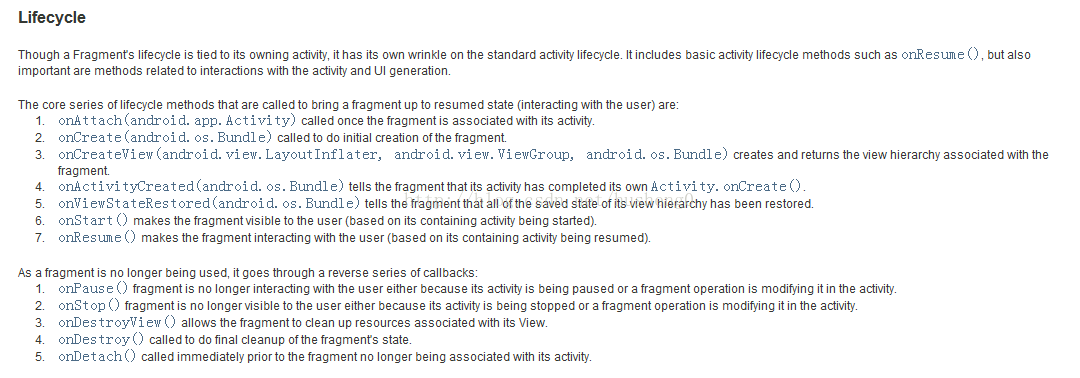 Lifecycle
Though a Fragment's lifecycle is tied to its owning activity, it has its own wrinkle on the standard activity lifecycle. It includes basic activity lifecycle methods such as onResume(), but also
important are methods related to interactions with the activity and UI generation.
The core series of lifecycle methods that are called to bring a fragment up to resumed state (interacting with the user) are:
1. onAttach(android.app.Activity) called once the fragment is associated with its activity.
2. onCreate(android.os.Bundle) called to do initial creation of the fragment.
3. onCreateView(android.view.LayoutInflater, android.view.ViewGroup, android.os.Bundle) creates and returns the view hierarchy associated with the
fragment.
4. onActivityCreated(android.os.Bundle) tells the fragment that its activity has completed its own Activity.onCreate().
5. onViewStateRestored(android.os.Bundle) tells the fragment that all of the saved state of its view hierarchy has been restored.
6. onStart() makes the fragment visible to the user (based on its containing activity being started).
7. onResume() makes the fragment interacting with the user (based on its containing activity being resumed).
As a fragment is no longer being used, it goes through a reverse series of callbacks:
1. onPause() fragment is no longer interacting with the user either because its activity is being paused or a fragment operation is modifying it in the activity.
2. onStop() fragment is no longer visible to the user either because its activity is being stopped or a fragment operation is modifying it in the activity.
3. onDestroyView() allows the fragment to clean up resources associated with its View.
4. onDestroy() called to do final cleanup of the fragment's state.
5. onDetach() called immediately prior to the fragment no longer being associated with its activity.